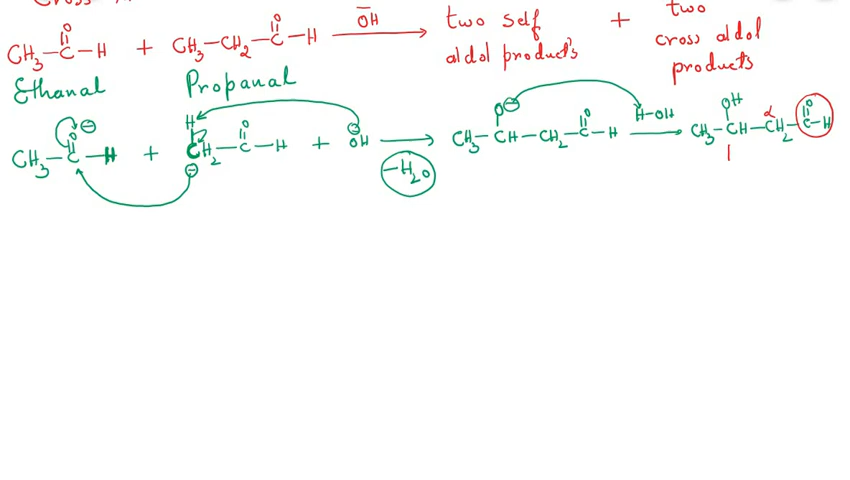 CH₃–C(=O)–H + CH₃–CH₂–C(=O)–H —ŌH→ two self aldol products + two cross aldol products
Ethanal Propanal
CH₃–C(=O⊖)–H + H–CH₂⊖–C(=O)–H + ⊖OH —(–H₂O)→ CH₃–CH(O⊖)–CH₂–C(=O)–H H–OH → CH₃–CH(OH)–CH₂(α)–C(=O)–H